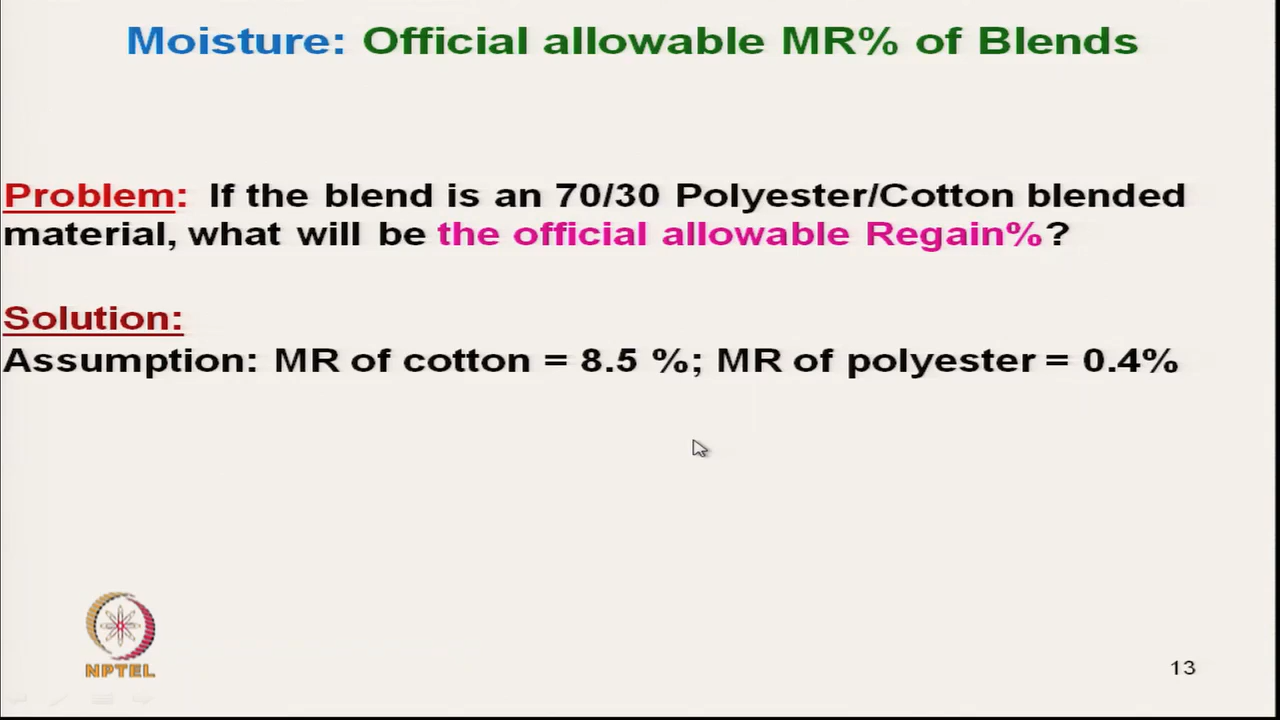 Moisture: Official allowable MR% of Blends
Problem: If the blend is an 70/30 Polyester/Cotton blended
material, what will be the official allowable Regain%?
Solution:
Assumption: MR of cotton = 8.5 %; MR of polyester = 0.4%
NPTEL
13